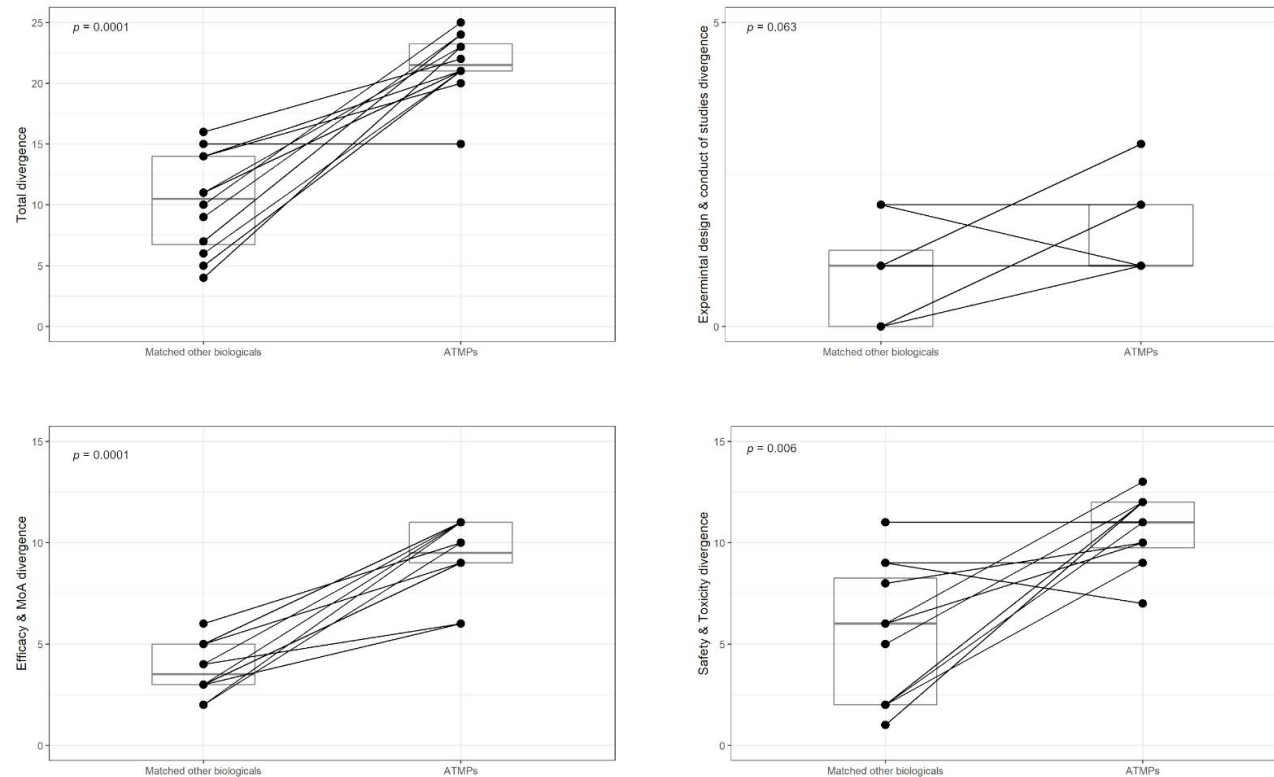 p = 0.0001
Total divergence
25
20
15
10
5
0
Matched other biologicals
ATMPs
p = 0.063
Expermintal design & conduct of studies divergence
5
0
Matched other biologicals
ATMPs
p = 0.0001
Efficacy & MoA divergence
15
10
5
0
Matched other biologicals
ATMPs
p = 0.006
Safety & Toxicity divergence
15
10
5
0
Matched other biologicals
ATMPs